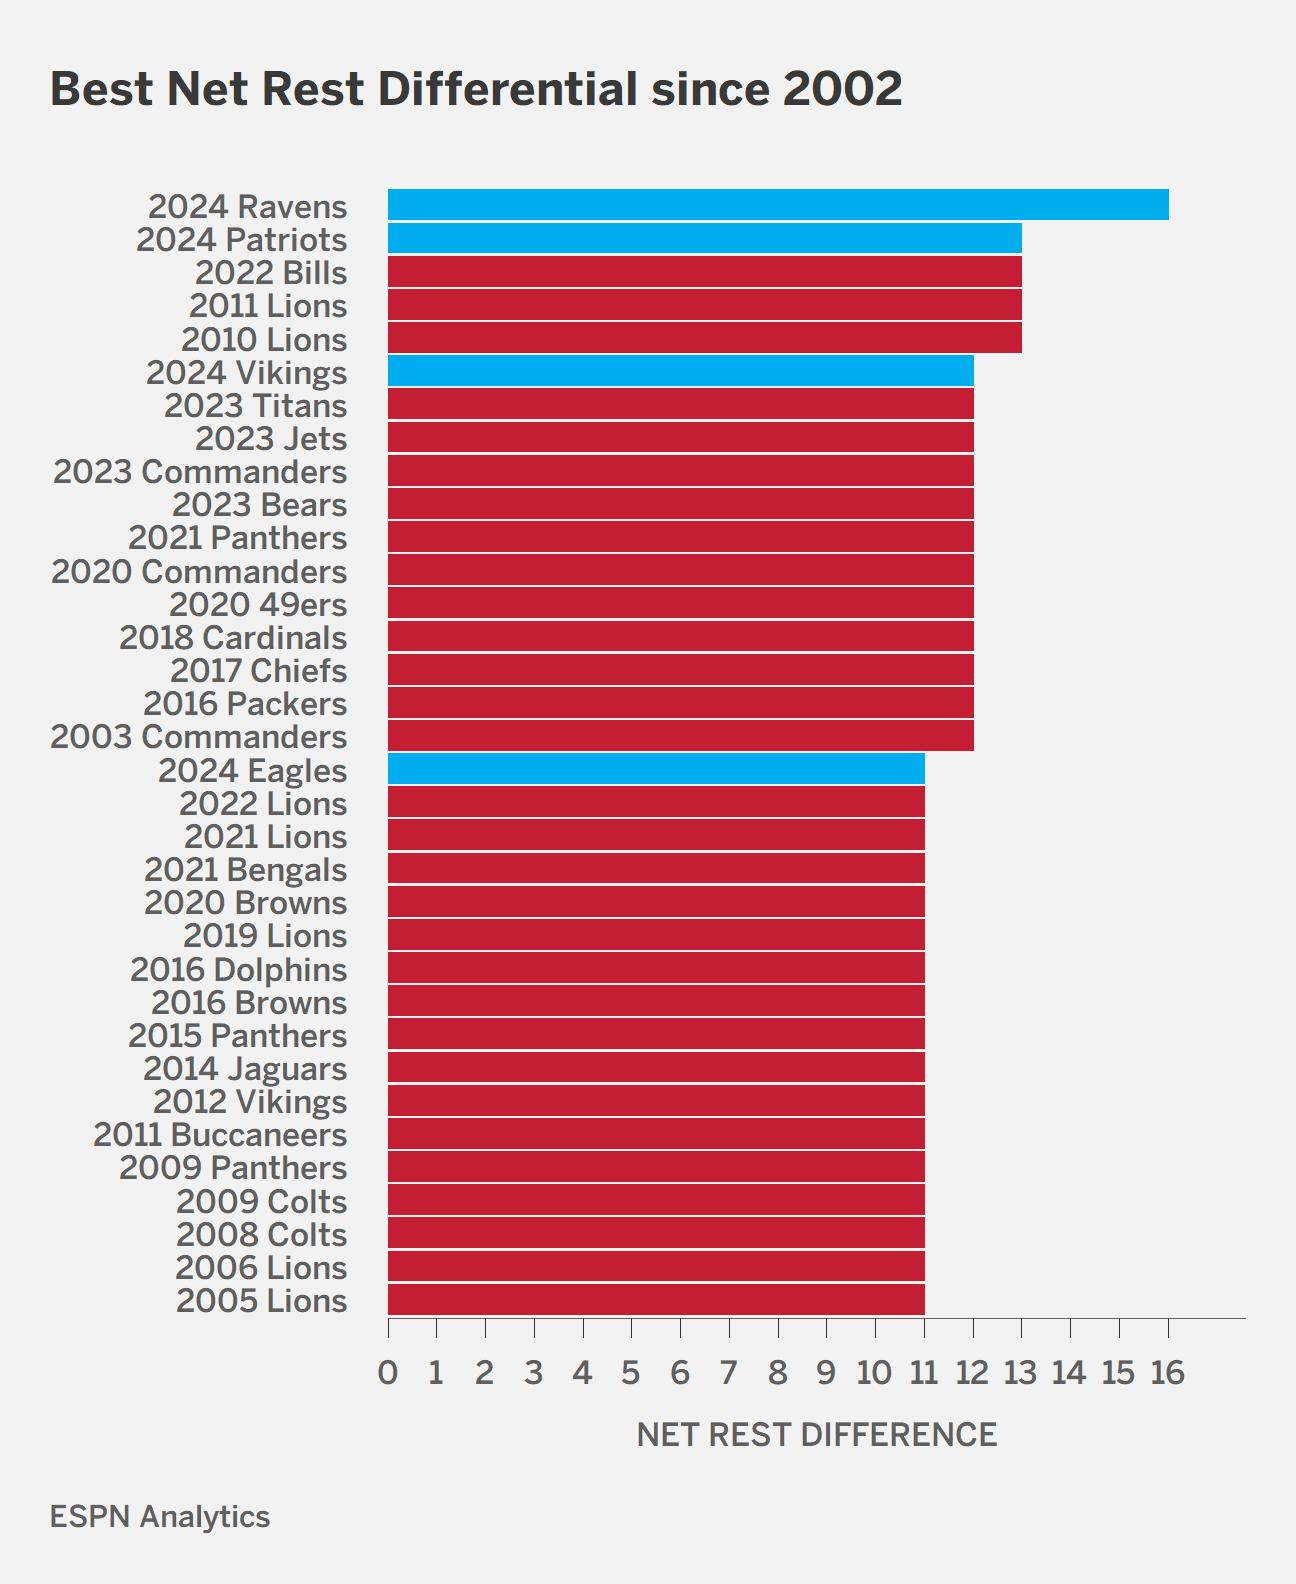 Best Net Rest Differential since 2002
2024 Ravens
2024 Patriots
2022 Bills
2011 Lions
2010 Lions
2024 Vikings
2023 Titans
2023 Jets
2023 Commanders
2023 Bears
2021 Panthers
2020 Commanders
2020 49ers
2018 Cardinals
2017 Chiefs
2016 Packers
2003 Commanders
2024 Eagles
2022 Lions
2021 Lions
2021 Bengals
2020 Browns
2019 Lions
2016 Dolphins
2016 Browns
2015 Panthers
2014 Jaguars
2012 Vikings
2011 Buccaneers
2009 Panthers
2009 Colts
2008 Colts
2006 Lions
2005 Lions
0 1 2 3 4 5 6 7 8 9 10 11 12 13 14 15 16
NET REST DIFFERENCE
ESPN Analytics